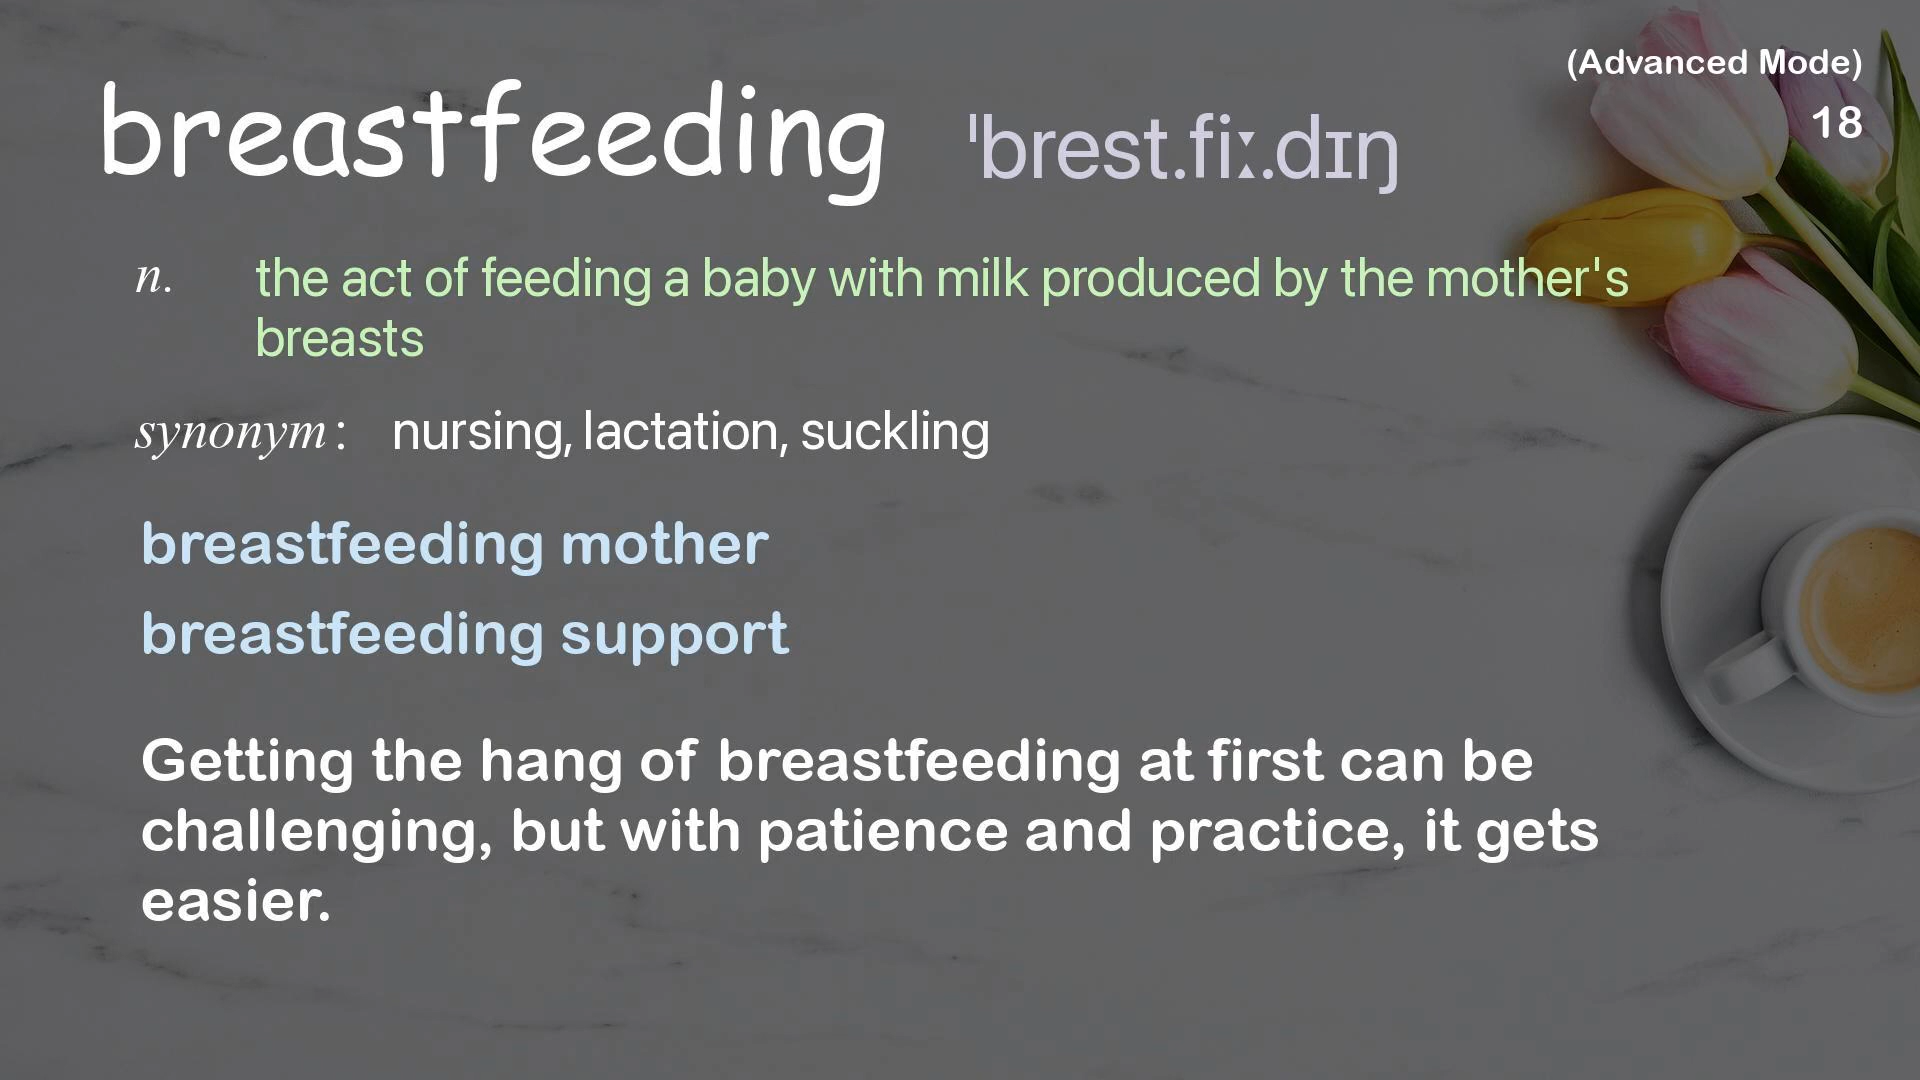 (Advanced Mode)
18
breastfeeding ˈbrest.fiː.dɪŋ
n. the act of feeding a baby with milk produced by the mother's
breasts
synonym: nursing, lactation, suckling
breastfeeding mother
breastfeeding support
Getting the hang of breastfeeding at first can be
challenging, but with patience and practice, it gets
easier.